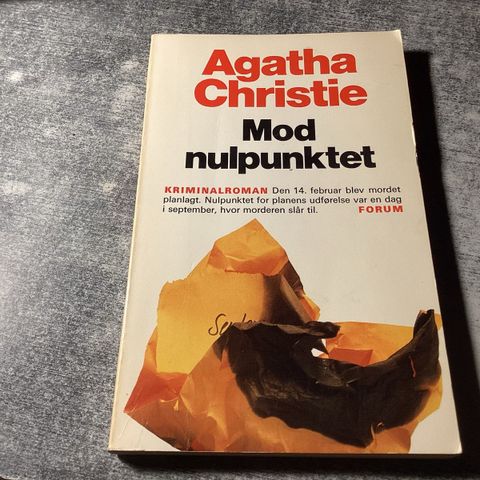 Agatha
Christie
Mod
nulpunktet
KRIMINALROMAN Den 14. februar blev mordet
planlagt. Nulpunktet for planens udførelse var en dag
i september, hvor morderen slår til. FORUM